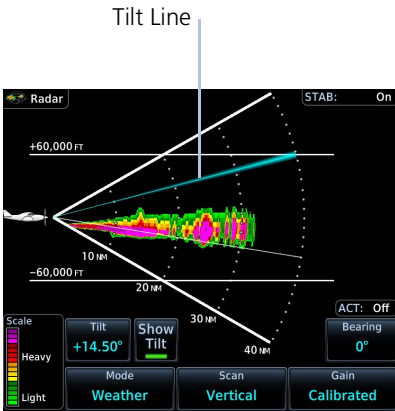 Tilt Line
Radar
STAB: On
+60,000 FT
10 NM
-60,000 FT
20 NM
30 NM
40 NM
ACT: Off
Scale
Heavy
Light
Tilt
+14.50°
Show
Tilt
Bearing
0°
Mode
Weather
Scan
Vertical
Gain
Calibrated